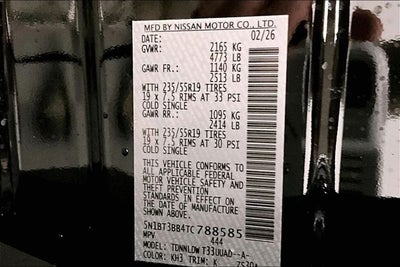 MFD BY NISSAN MOTOR CO., LTD.
DATE: 02/26
GVWR: 2165 KG
4773 LB
GAWR FR.: 1140 KG
2513 LB
WITH 235/55R19 TIRES
19 x 7.5 RIMS AT 33 PSI
COLD SINGLE
GAWR RR.: 1095 KG
2414 LB
WITH 235/55R19 TIRES
19 x 7.5 RIMS AT 30 PSI
COLD SINGLE
THIS VEHICLE CONFORMS TO
ALL APPLICABLE FEDERAL
MOTOR VEHICLE SAFETY AND
THEFT PREVENTION
STANDARDS IN EFFECT ON
THE DATE OF MANUFACTURE
SHOWN ABOVE.
5N1BT3BB4TC788585
MPV 444
MODEL: TDNNLDW T33UUAD--A-
COLOR: KH3 TRIM: K